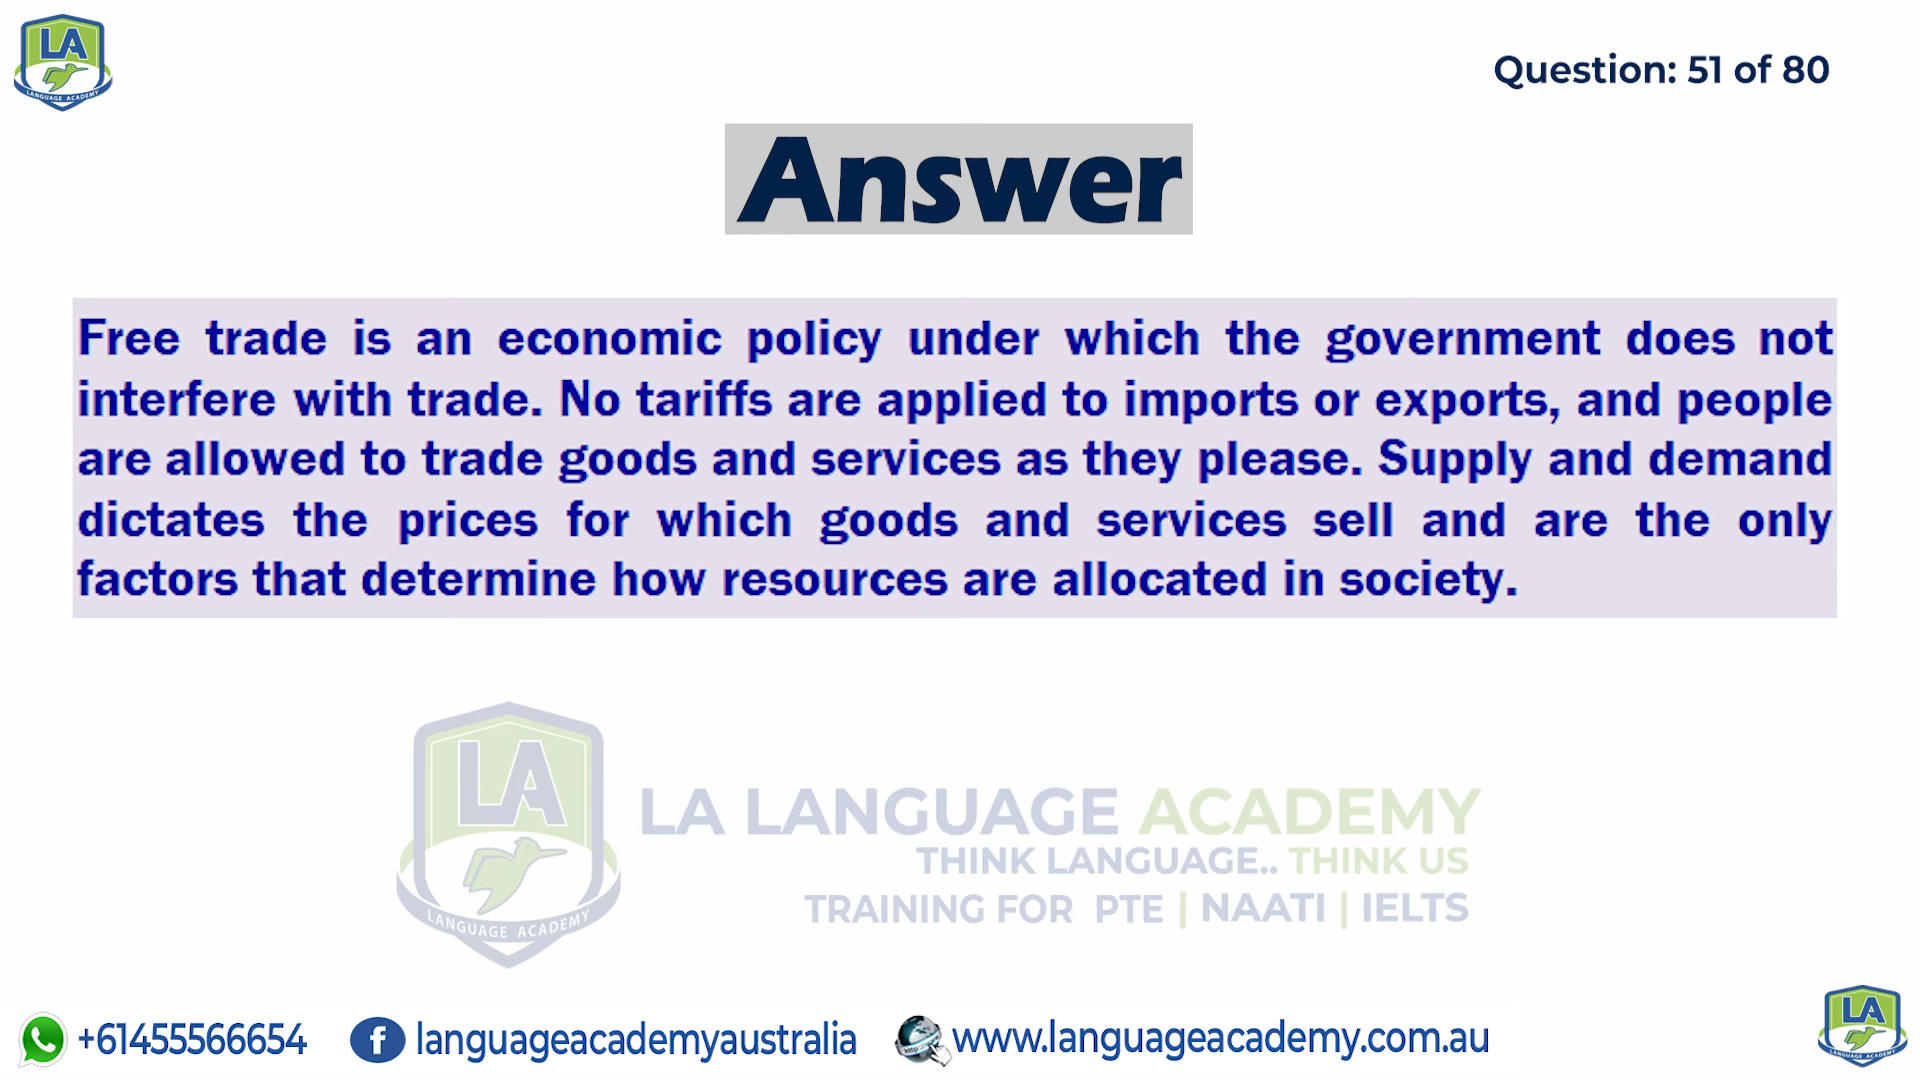 LA
LANGUAGE ACADEMY
Question: 51 of 80
Answer
Free trade is an economic policy under which the government does not
interfere with trade. No tariffs are applied to imports or exports, and people
are allowed to trade goods and services as they please. Supply and demand
dictates the prices for which goods and services sell and are the only
factors that determine how resources are allocated in society.
LA
LANGUAGE ACADEMY
LA LANGUAGE ACADEMY
THINK LANGUAGE.. THINK US
TRAINING FOR PTE | NAATI | IELTS
+61455566654
f languageacademyaustralia
http://
www.languageacademy.com.au
LA
LANGUAGE ACADEMY